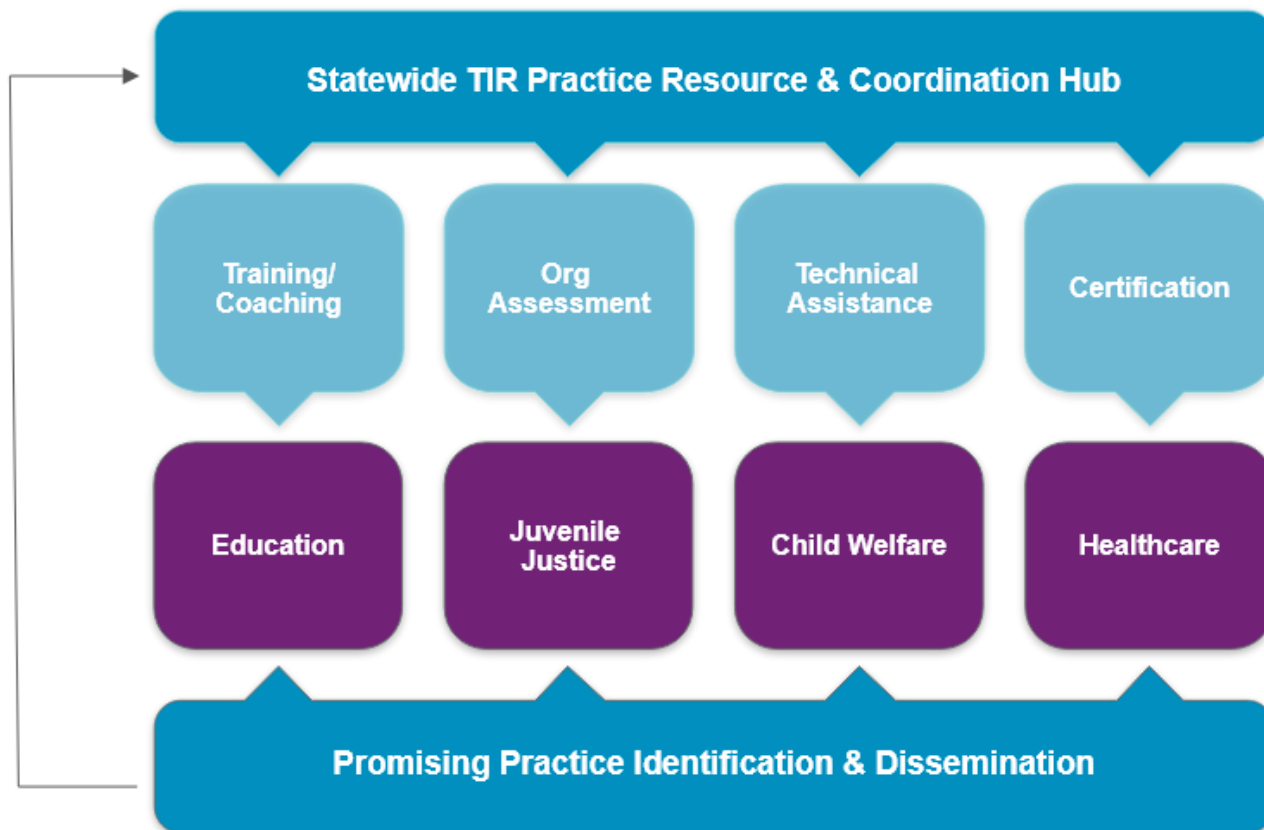 Statewide TIR Practice Resource & Coordination Hub
Training/
Coaching
Org
Assessment
Technical
Assistance
Certification
Education
Juvenile
Justice
Child Welfare
Healthcare
Promising Practice Identification & Dissemination